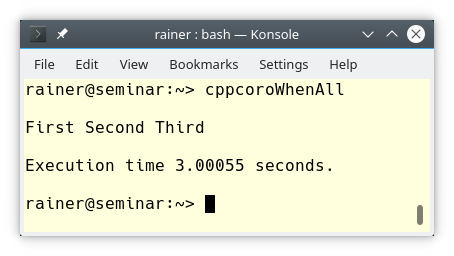 rainer : bash — Konsole
File Edit View Bookmarks Settings Help
rainer@seminar:~> cppcoroWhenAll
First Second Third
Execution time 3.00055 seconds.
rainer@seminar:~>